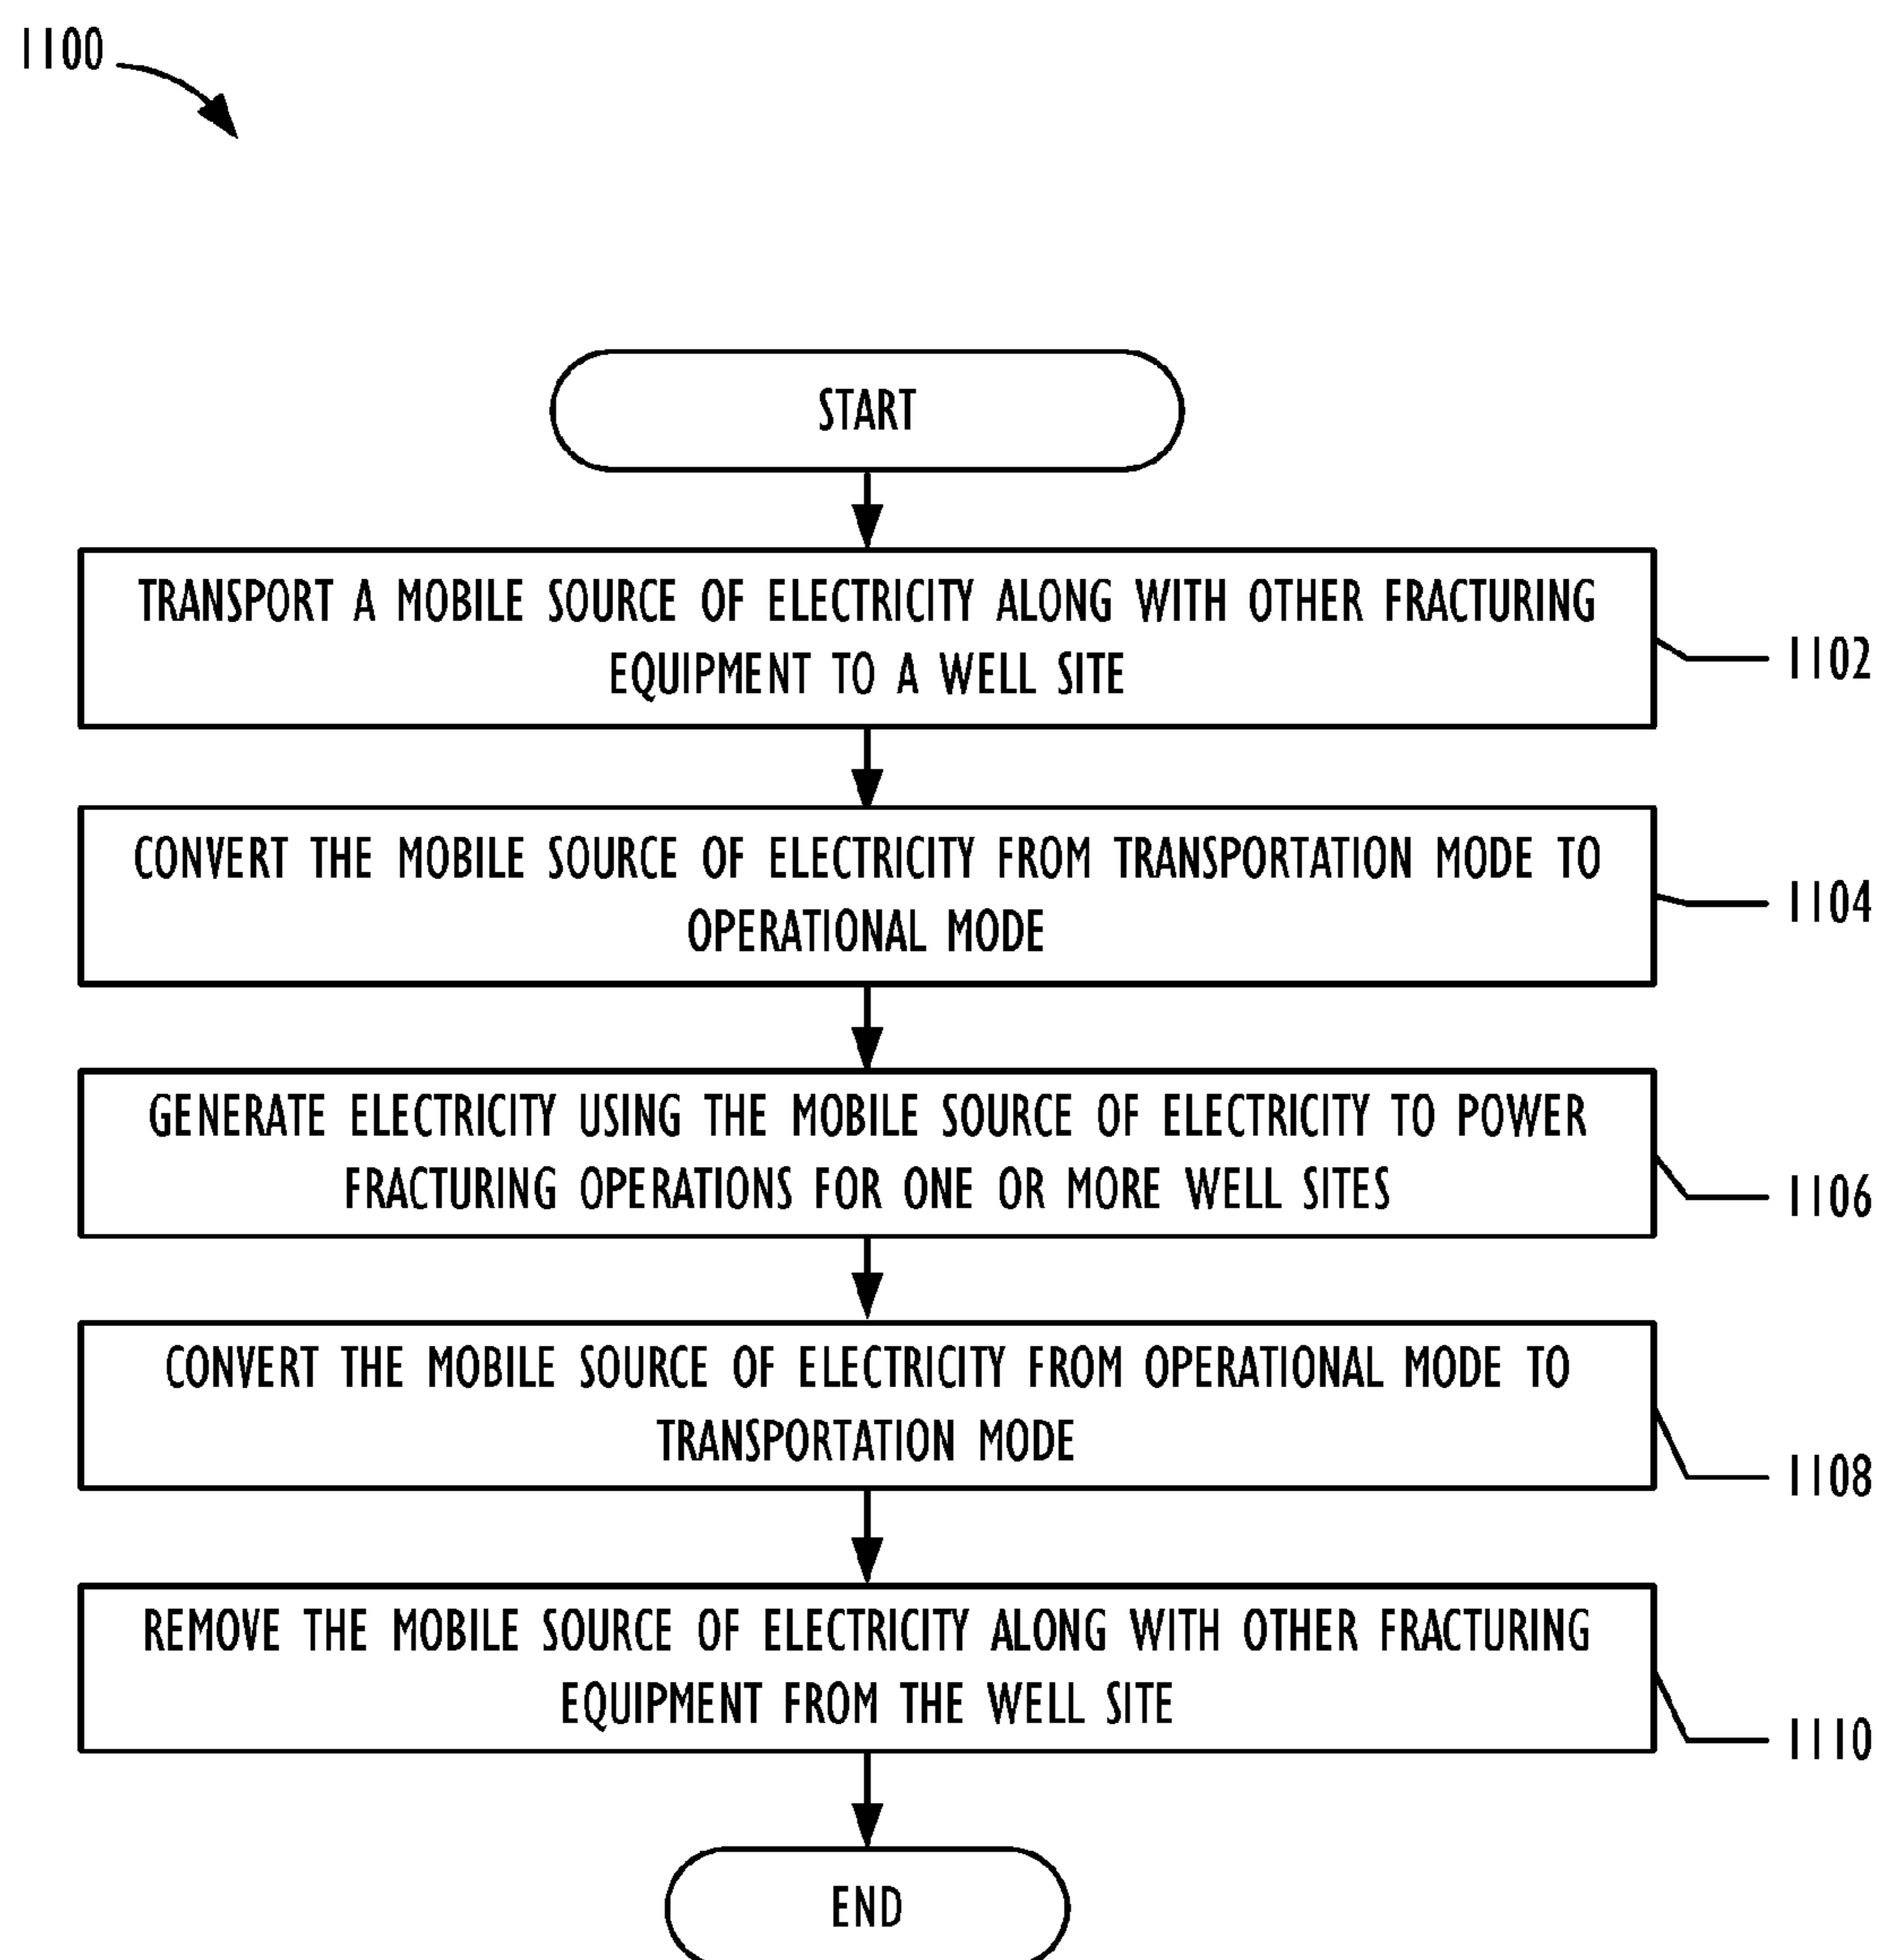 1100
START
TRANSPORT A MOBILE SOURCE OF ELECTRICITY ALONG WITH OTHER FRACTURING
EQUIPMENT TO A WELL SITE
1102
CONVERT THE MOBILE SOURCE OF ELECTRICITY FROM TRANSPORTATION MODE TO
OPERATIONAL MODE
1104
GENERATE ELECTRICITY USING THE MOBILE SOURCE OF ELECTRICITY TO POWER
FRACTURING OPERATIONS FOR ONE OR MORE WELL SITES
1106
CONVERT THE MOBILE SOURCE OF ELECTRICITY FROM OPERATIONAL MODE TO
TRANSPORTATION MODE
1108
REMOVE THE MOBILE SOURCE OF ELECTRICITY ALONG WITH OTHER FRACTURING
EQUIPMENT FROM THE WELL SITE
1110
END